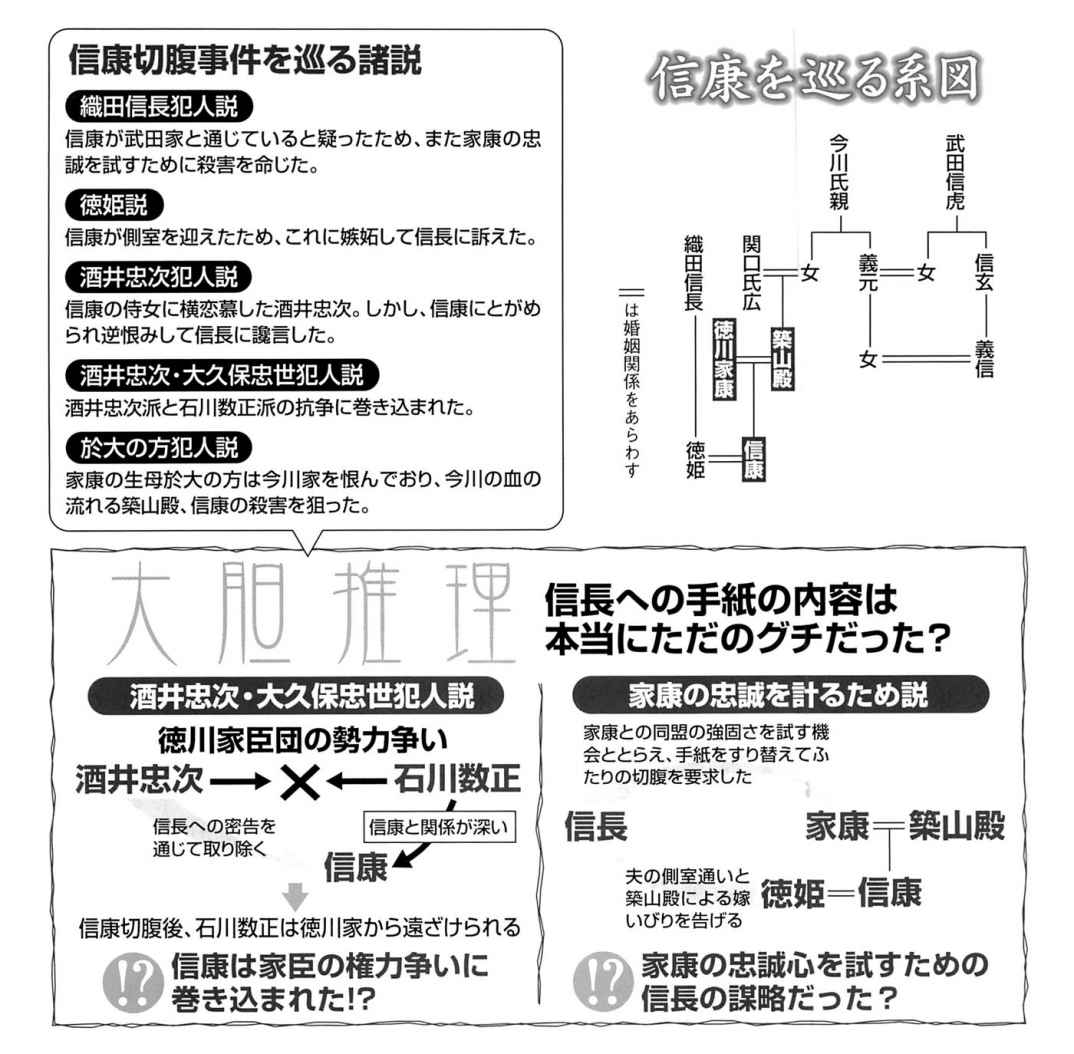 信康切腹事件を巡る諸説
織田信長犯人説
信康が武田家と通じていると疑ったため、また家康の忠
誠を試すために殺害を命じた。
徳姫説
信康が側室を迎えたため、これに嫉妬して信長に訴えた。
酒井忠次犯人説
信康の侍女に横恋慕した酒井忠次。しかし、信康にとがめ
られ逆恨みして信長に讒言した。
酒井忠次・大久保忠世犯人説
酒井忠次派と石川数正派の抗争に巻き込まれた。
於大の方犯人説
家康の生母於大の方は今川家を恨んでおり、今川の血の
流れる築山殿、信康の殺害を狙った。
信康を巡る系図
武田信虎
今川氏親
信玄
女
義元
女
関口氏広
織田信長
義信
女
築山殿
徳川家康
信康
徳姫
＝は婚姻関係をあらわす
大胆推理
信長への手紙の内容は
本当にただのグチだった？
酒井忠次・大久保忠世犯人説
徳川家臣団の勢力争い
酒井忠次→×←石川数正
信長への密告を
通じて取り除く
信康と関係が深い
信康
信康切腹後、石川数正は徳川家から遠ざけられる
!?
信康は家臣の権力争いに
巻き込まれた!?
家康の忠誠を計るため説
家康との同盟の強固さを試す機
会ととらえ、手紙をすり替えてふ
たりの切腹を要求した
信長
家康＝築山殿
夫の側室通いと
築山殿による嫁
いびりを告げる
徳姫＝信康
!?
家康の忠誠心を試すための
信長の謀略だった？